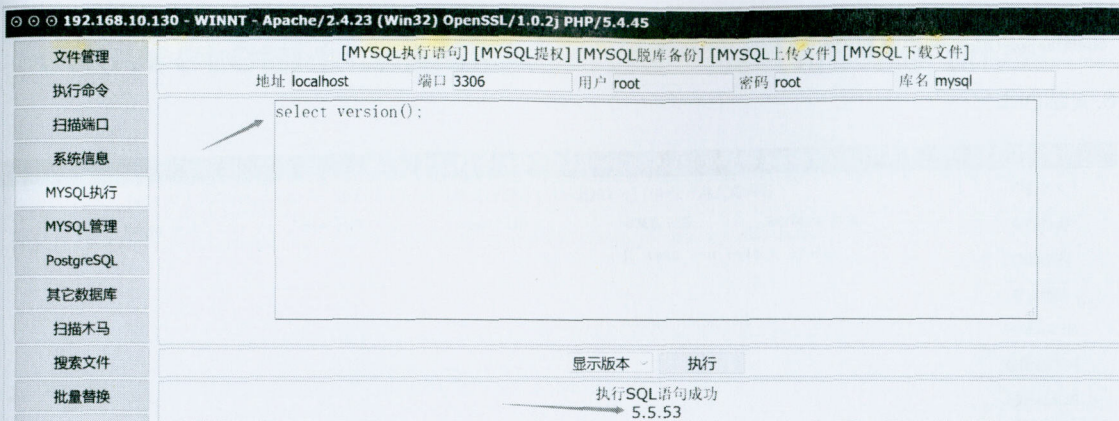 192.168.10.130 - WINNT - Apache/2.4.23 (Win32) OpenSSL/1.0.2j PHP/5.4.45
文件管理
[MYSQL执行语句] [MYSQL提权] [MYSQL脱库备份] [MYSQL上传文件] [MYSQL下载文件]
执行命令
地址 localhost 端口 3306 用户 root 密码 root 库名 mysql
select version();
扫描端口
系统信息
MYSQL执行
MYSQL管理
PostgreSQL
其它数据库
扫描木马
搜索文件
显示版本 执行
批量替换
执行SQL语句成功
5.5.53